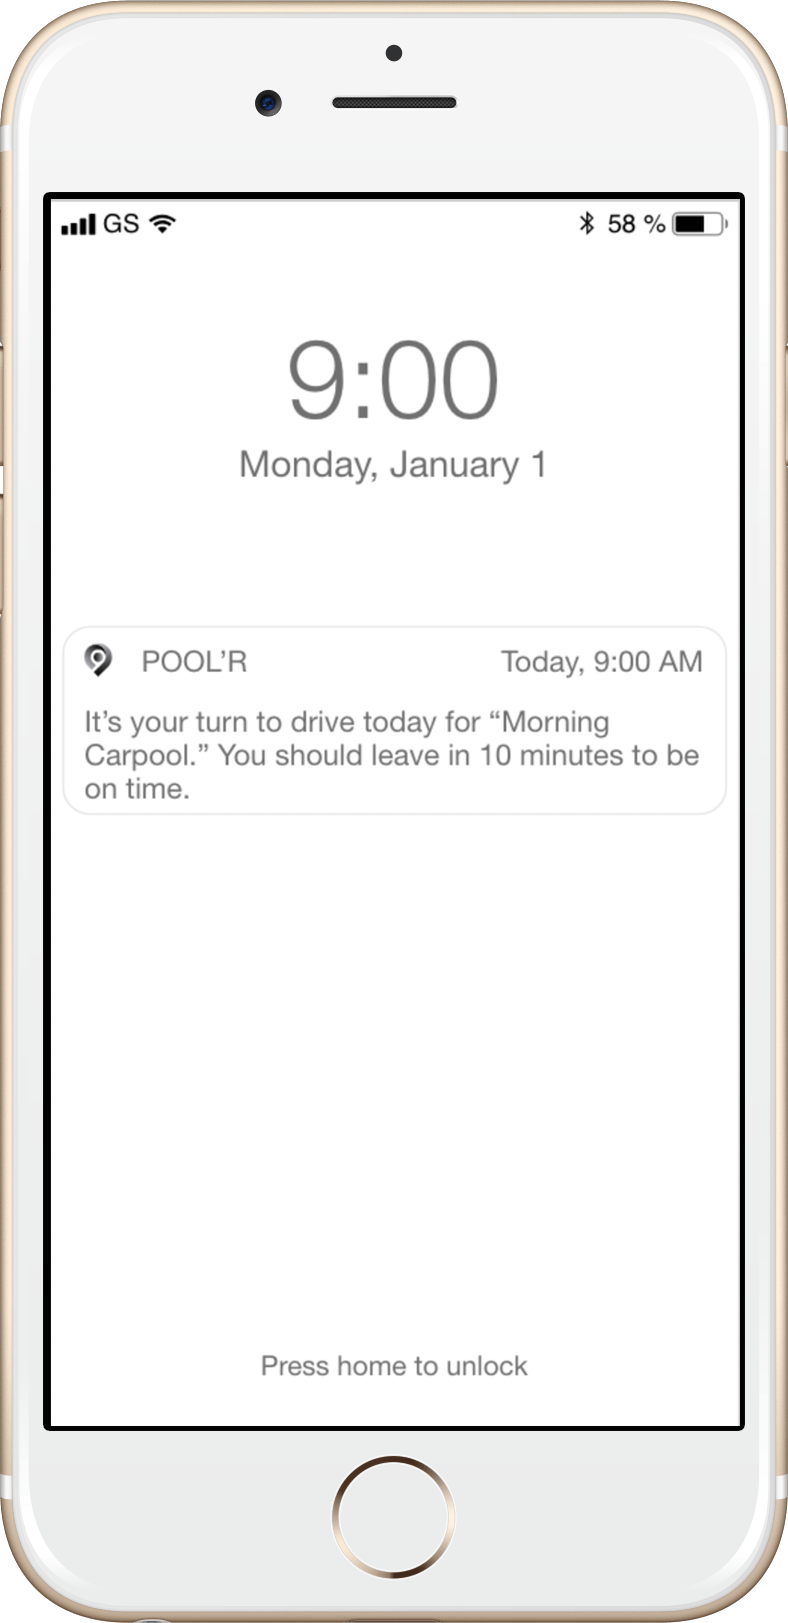 GS 58 %
9:00
Monday, January 1
POOL’R Today, 9:00 AM
It’s your turn to drive today for “Morning
Carpool.” You should leave in 10 minutes to be
on time.
Press home to unlock